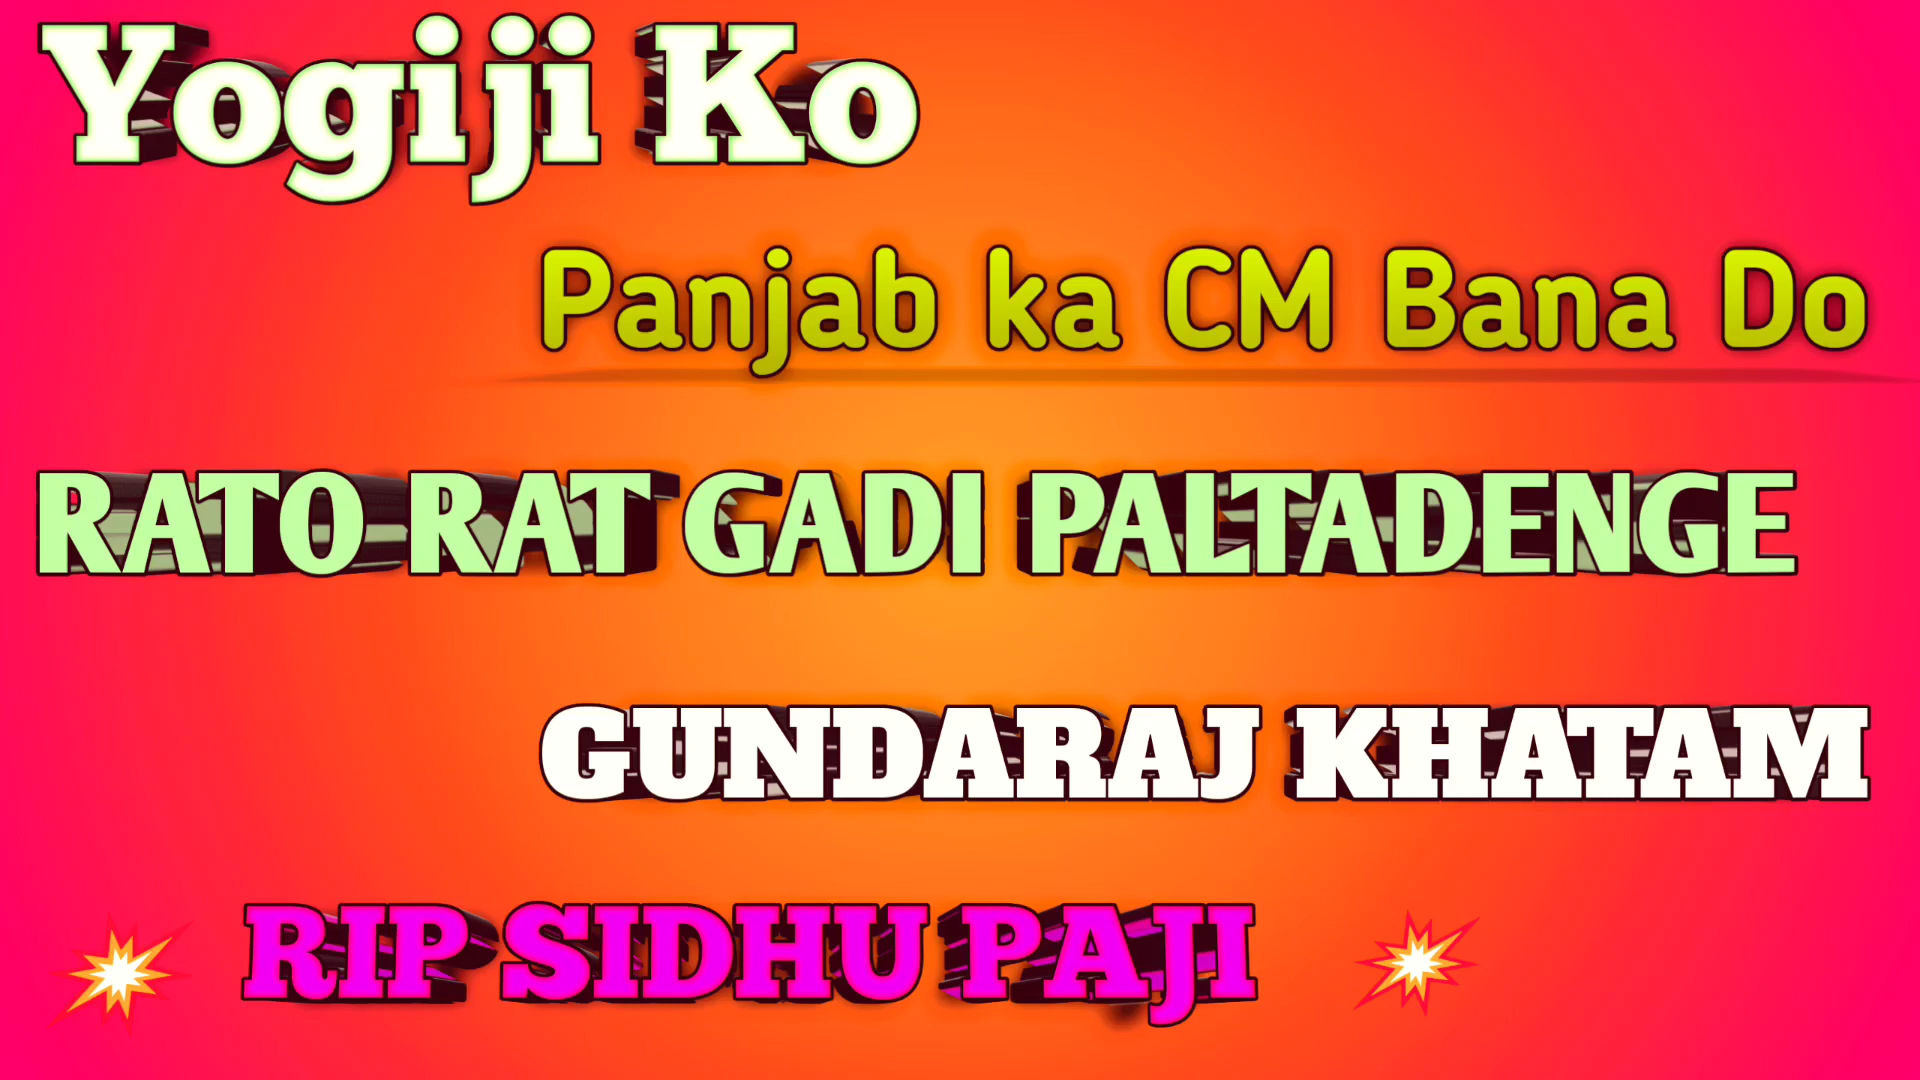 Yogiji Ko
Panjab ka CM Bana Do
RATO RAT GADI PALTADENGE
GUNDARAJ KHATAM
RIP SIDHU PAJI